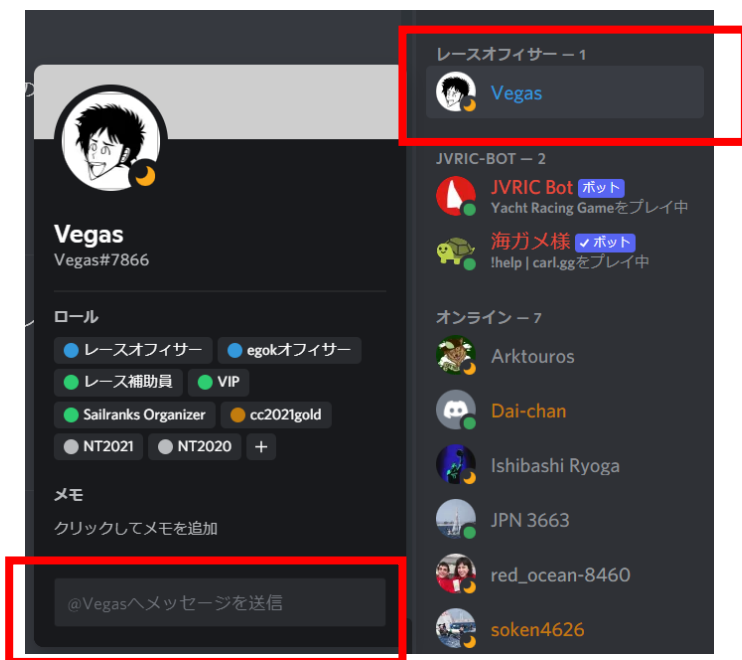 Vegas
Vegas#7866
ロール
レースオフィサー
egokオフィサー
レース補助員
VIP
Sailranks Organizer
cc2021gold
NT2021
NT2020
+
メモ
クリックしてメモを追加
@Vegasへメッセージを送信
レースオフィサー – 1
Vegas
JVRIC-BOT – 2
JVRIC Bot ボット
Yacht Racing Gameをプレイ中
海ガメ様 ✓ボット
!help | carl.ggをプレイ中
オンライン – 7
Arktouros
Dai-chan
Ishibashi Ryoga
JPN 3663
red_ocean-8460
soken4626